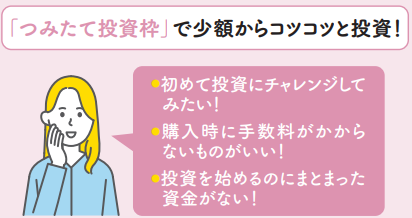 「つみたて投資枠」で少額からコツコツと投資！
●初めて投資にチャレンジして
みたい！
●購入時に手数料がかから
ないものがいい！
●投資を始めるのにまとまった
資金がない！